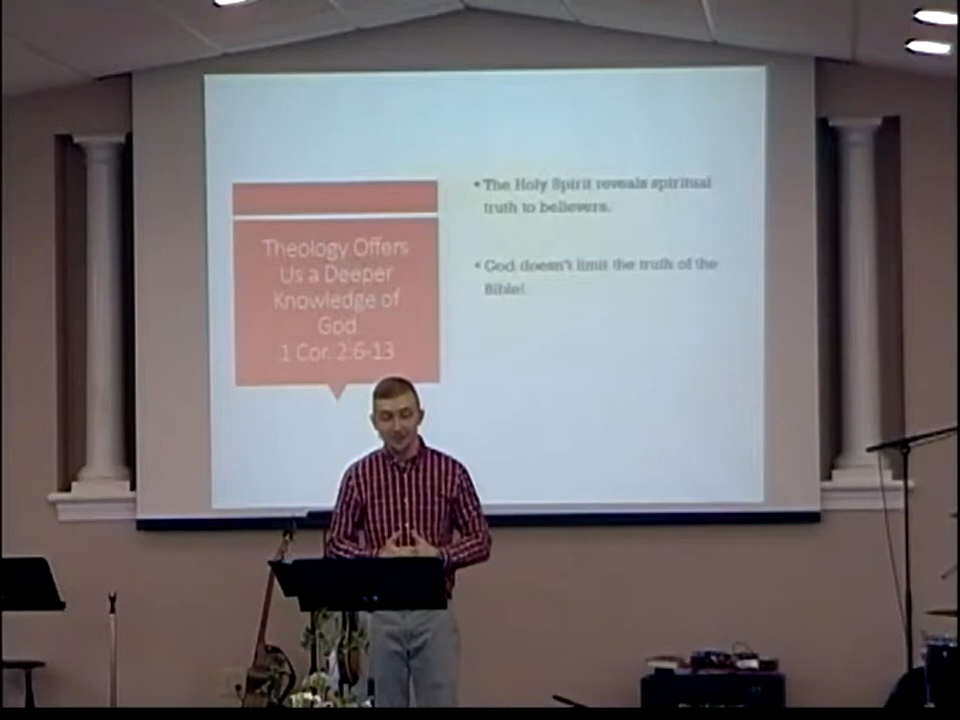 Theology Offers
Us a Deeper
Knowledge of
God
1 Cor. 2:6-13
• The Holy Spirit reveals spiritual
truth to believers.
• God doesn't limit the truth of the
Bible!